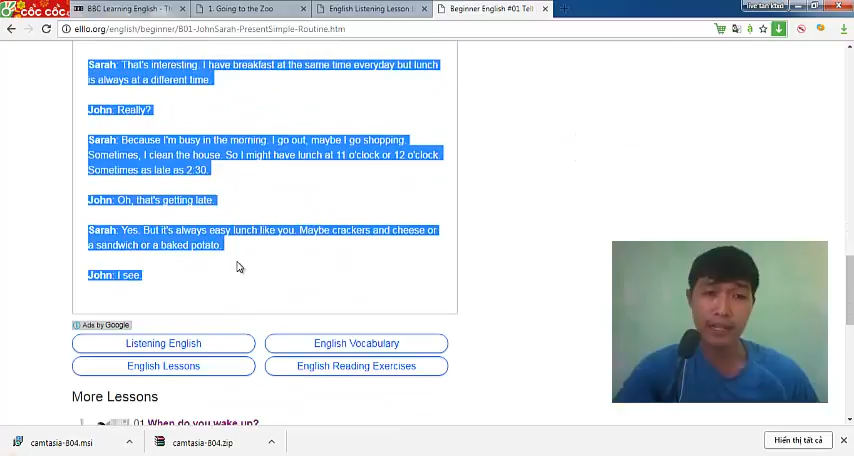 CỐC CỐC
BBC Learning English - Th
1. Going to the Zoo
English Listening Lesson L
Beginner English #01 Tell
live tan ktxd
elllo.org/english/beginner/B01-JohnSarah-PresentSimple-Routine.htm
Sarah: That's interesting. I have breakfast at the same time everyday but lunch
is always at a different time.
John: Really?
Sarah: Because I'm busy in the morning. I go out, maybe I go shopping.
Sometimes, I clean the house. So I might have lunch at 11 o'clock or 12 o'clock.
Sometimes as late as 2:30.
John: Oh, that's getting late.
Sarah: Yes. But it's always easy lunch like you. Maybe crackers and cheese or
a sandwich or a baked potato.
John: I see.
Ads by Google
Listening English
English Vocabulary
English Lessons
English Reading Exercises
More Lessons
01 When do you wake up?
camtasia-804.msi
camtasia-804.zip
Hiển thị tất cả